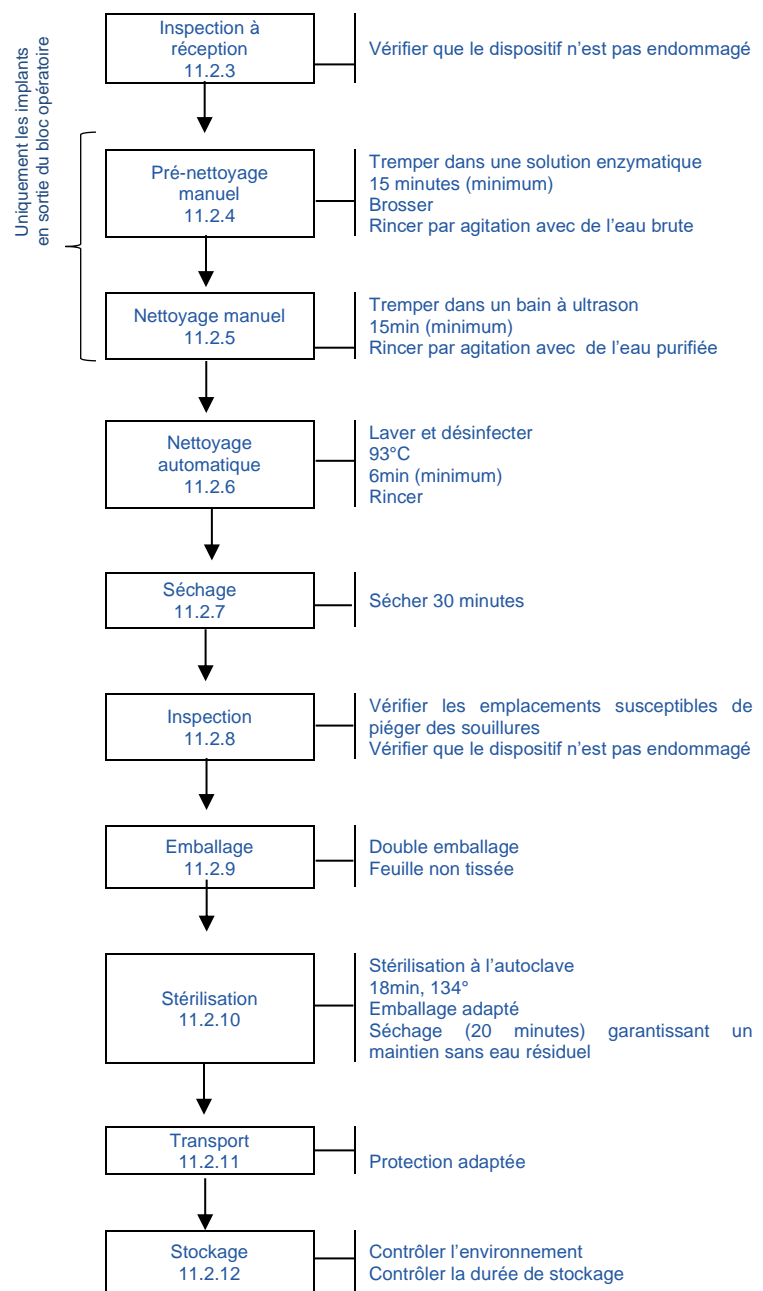 Inspection à
réception
11.2.3
Vérifier que le dispositif n'est pas endommagé
Uniquement les implants
en sortie du bloc opératoire
Pré-nettoyage
manuel
11.2.4
Tremper dans une solution enzymatique
15 minutes (minimum)
Brosser
Rincer par agitation avec de l'eau brute
Nettoyage manuel
11.2.5
Tremper dans un bain à ultrason
15min (minimum)
Rincer par agitation avec de l'eau purifiée
Nettoyage
automatique
11.2.6
Laver et désinfecter
93°C
6min (minimum)
Rincer
Séchage
11.2.7
Sécher 30 minutes
Inspection
11.2.8
Vérifier les emplacements susceptibles de
piéger des souillures
Vérifier que le dispositif n'est pas endommagé
Emballage
11.2.9
Double emballage
Feuille non tissée
Stérilisation
11.2.10
Stérilisation à l'autoclave
18min, 134°
Emballage adapté
Séchage (20 minutes) garantissant un
maintien sans eau résiduel
Transport
11.2.11
Protection adaptée
Stockage
11.2.12
Contrôler l'environnement
Contrôler la durée de stockage